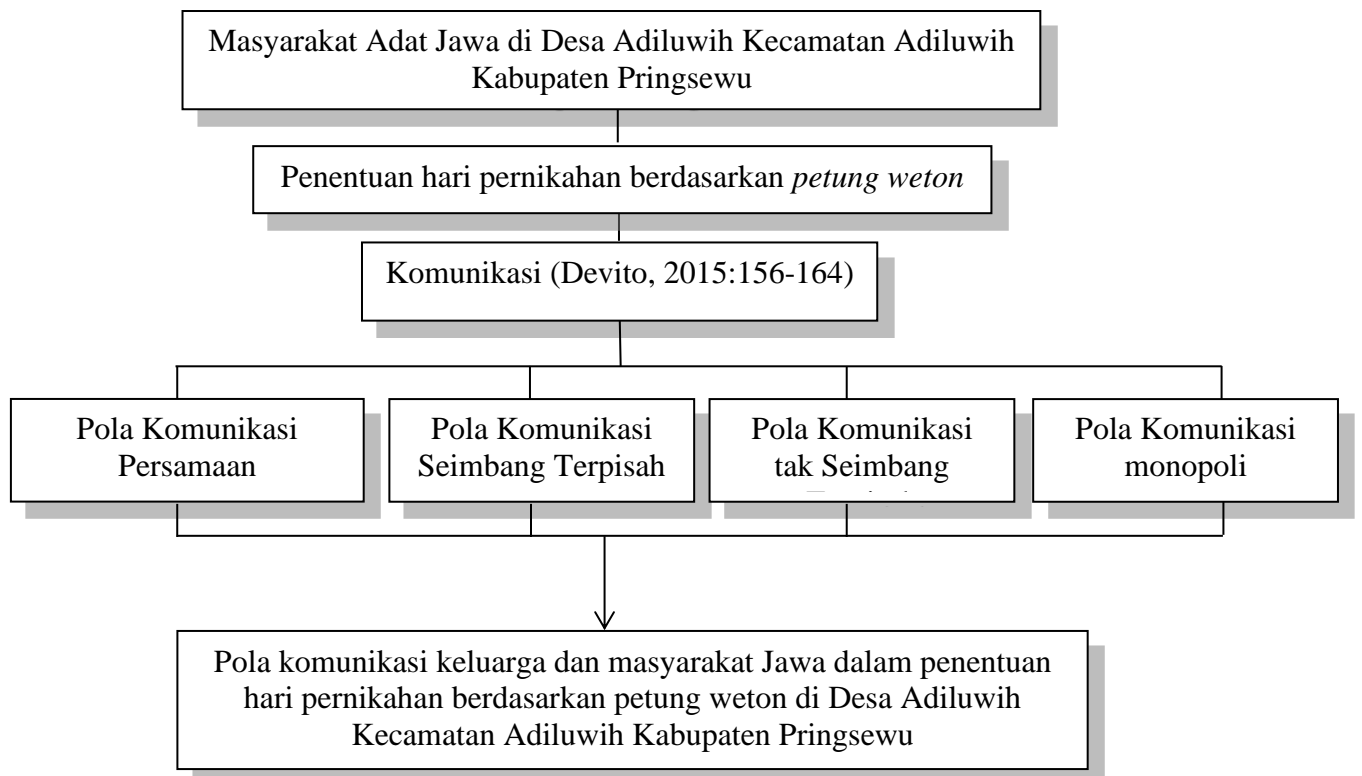 Masyarakat Adat Jawa di Desa Adiluwih Kecamatan Adiluwih
Kabupaten Pringsewu
Penentuan hari pernikahan berdasarkan petung weton
Komunikasi (Devito, 2015:156-164)
Pola Komunikasi
Persamaan
Pola Komunikasi
Seimbang Terpisah
Pola Komunikasi
tak Seimbang
Pola Komunikasi
monopoli
Pola komunikasi keluarga dan masyarakat Jawa dalam penentuan
hari pernikahan berdasarkan petung weton di Desa Adiluwih
Kecamatan Adiluwih Kabupaten Pringsewu